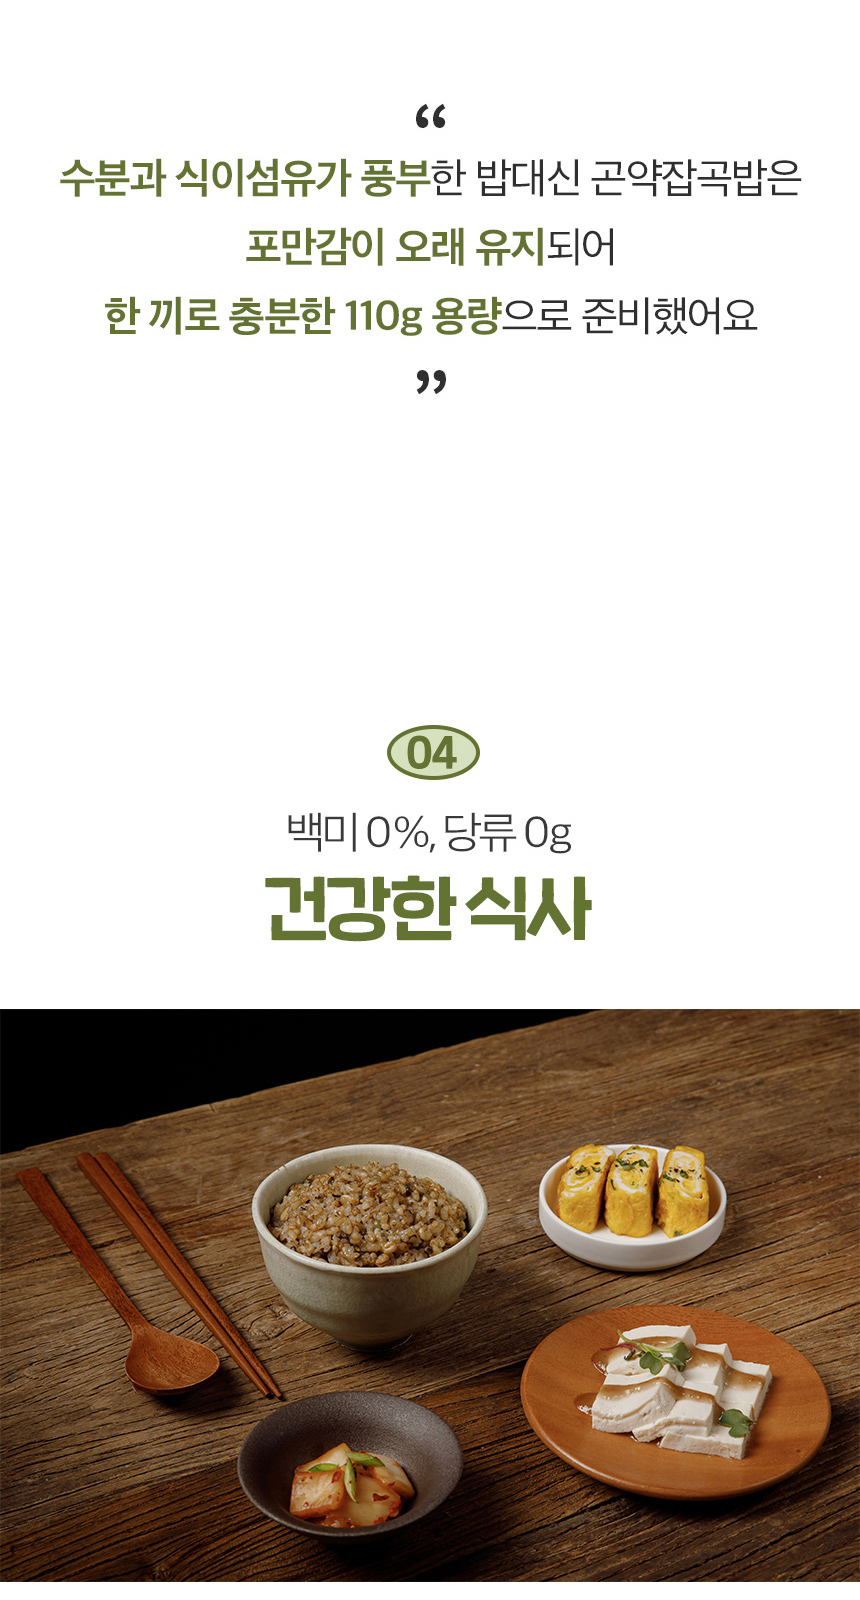 “
수분과 식이섬유가 풍부한 밥대신 곤약잡곡밥은
포만감이 오래 유지되어
한 끼로 충분한 110g 용량으로 준비했어요
”
04
백미 0%, 당류 0g
건강한 식사